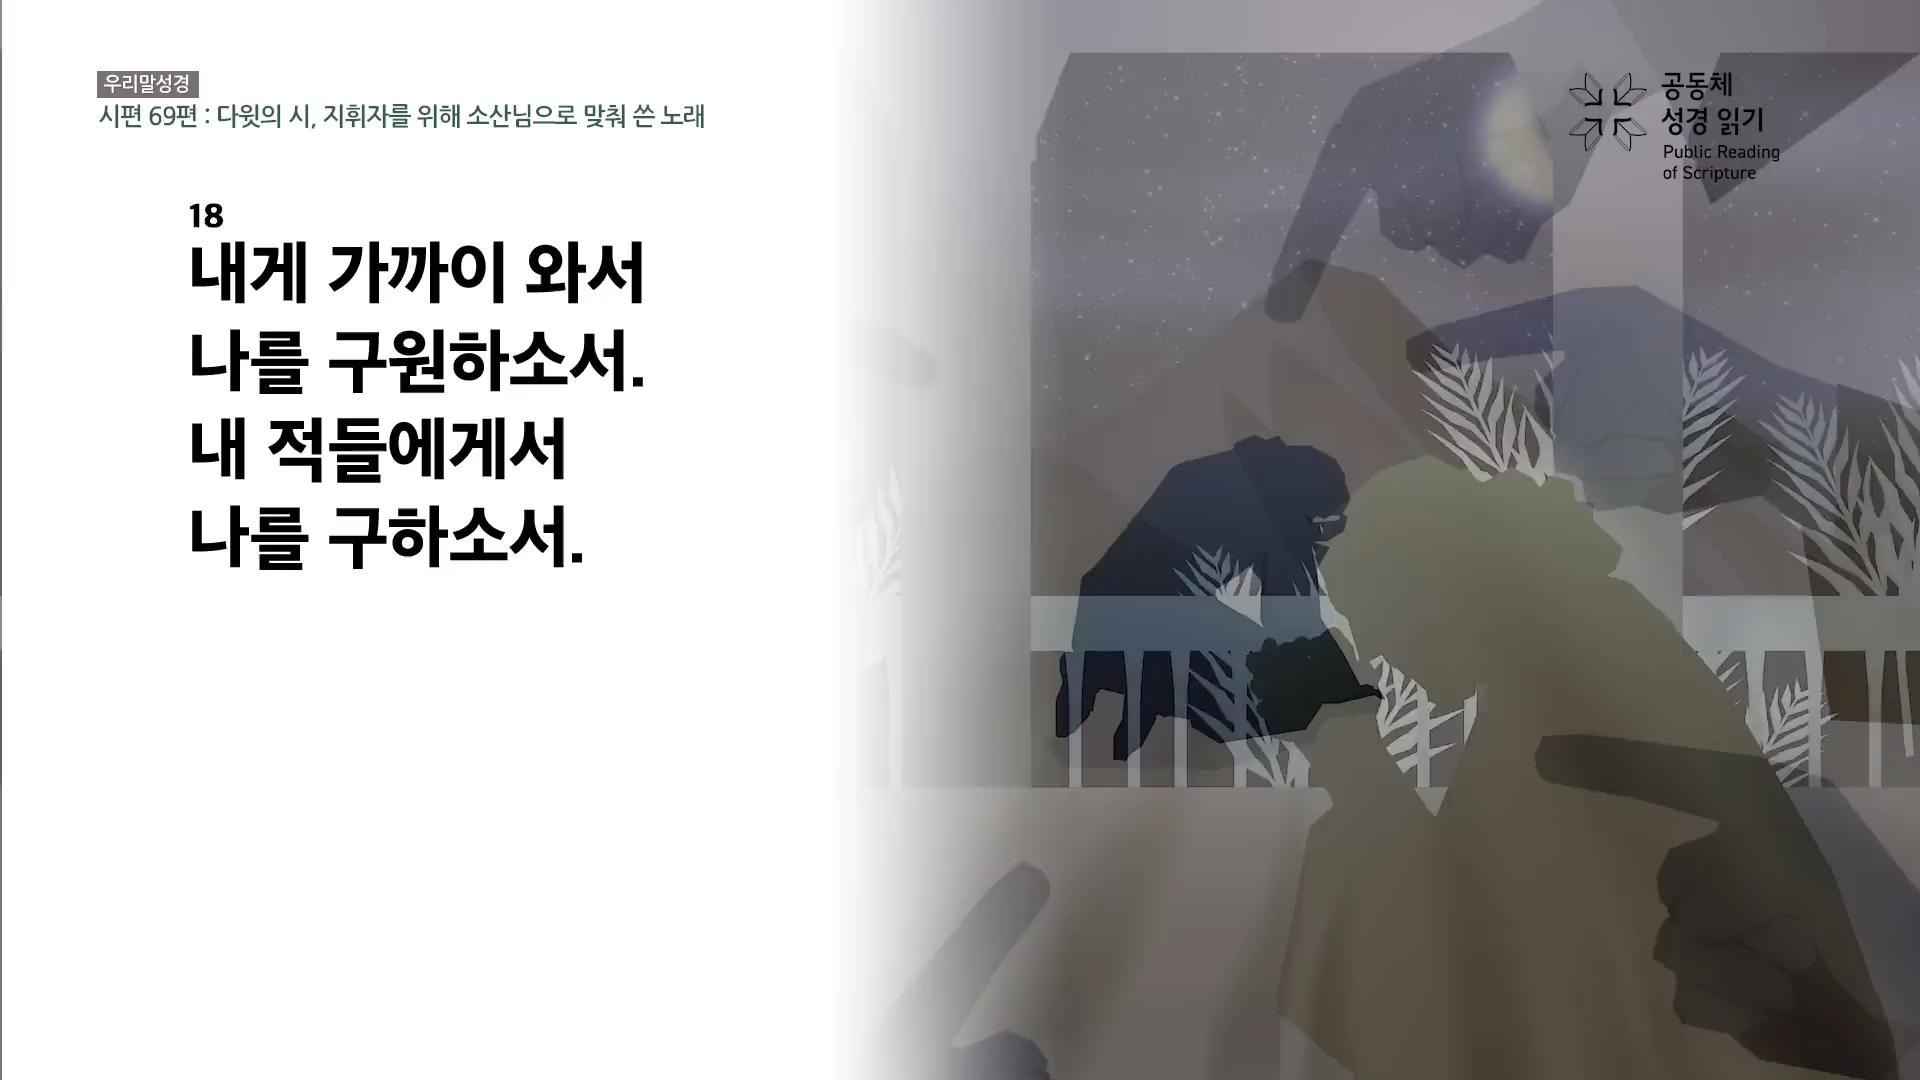 우리말성경
시편 69편 : 다윗의 시, 지휘자를 위해 소산님으로 맞춰 쓴 노래
18
내게 가까이 와서
나를 구원하소서.
내 적들에게서
나를 구하소서.
공동체
성경 읽기
Public Reading
of Scripture